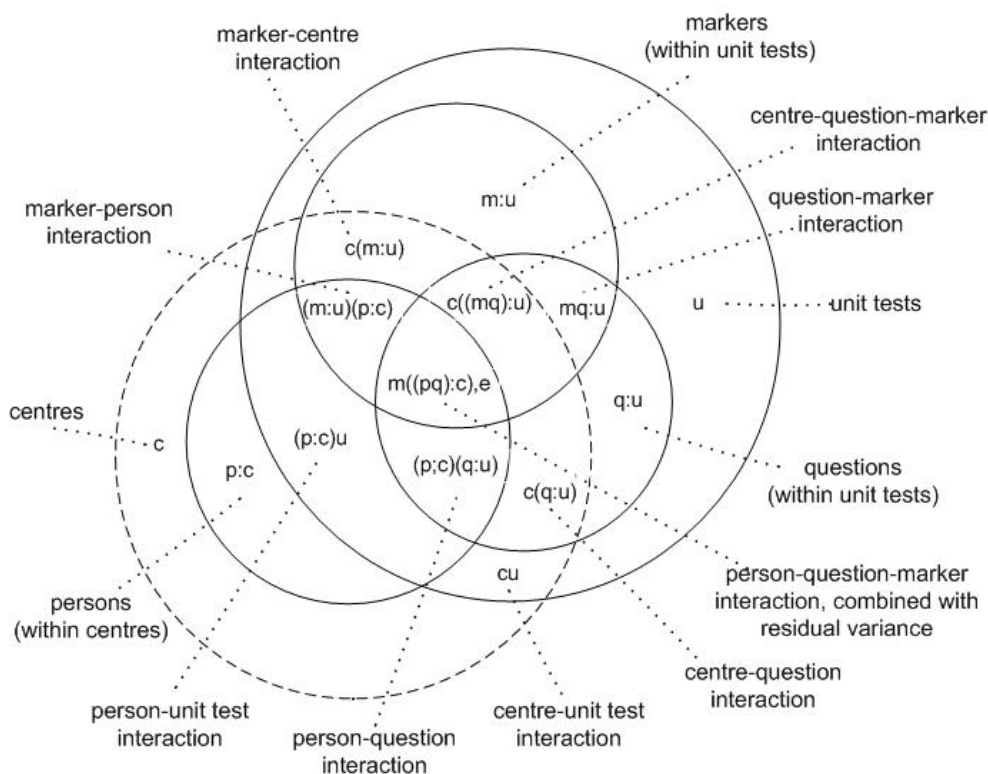 marker-centre
interaction
markers
(within unit tests)
centre-question-marker
interaction
question-marker
interaction
marker-person
interaction
m:u
c(m:u)
(m:u)(p:c)
c((mq):u)
mq:u
u
unit tests
m((pq):c),e
q:u
centres
c
p:c
(p:c)u
(p;c)(q:u)
c(q:u)
questions
(within unit tests)
cu
persons
(within centres)
person-question-marker
interaction, combined with
residual variance
centre-question
interaction
person-unit test
interaction
person-question
interaction
centre-unit test
interaction